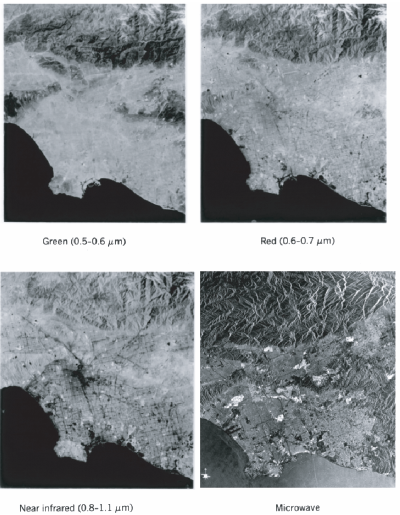 Green (0.5-0.6 μm)
Red (0.6-0.7 μm)
Near infrared (0.8-1.1 μm)
Microwave